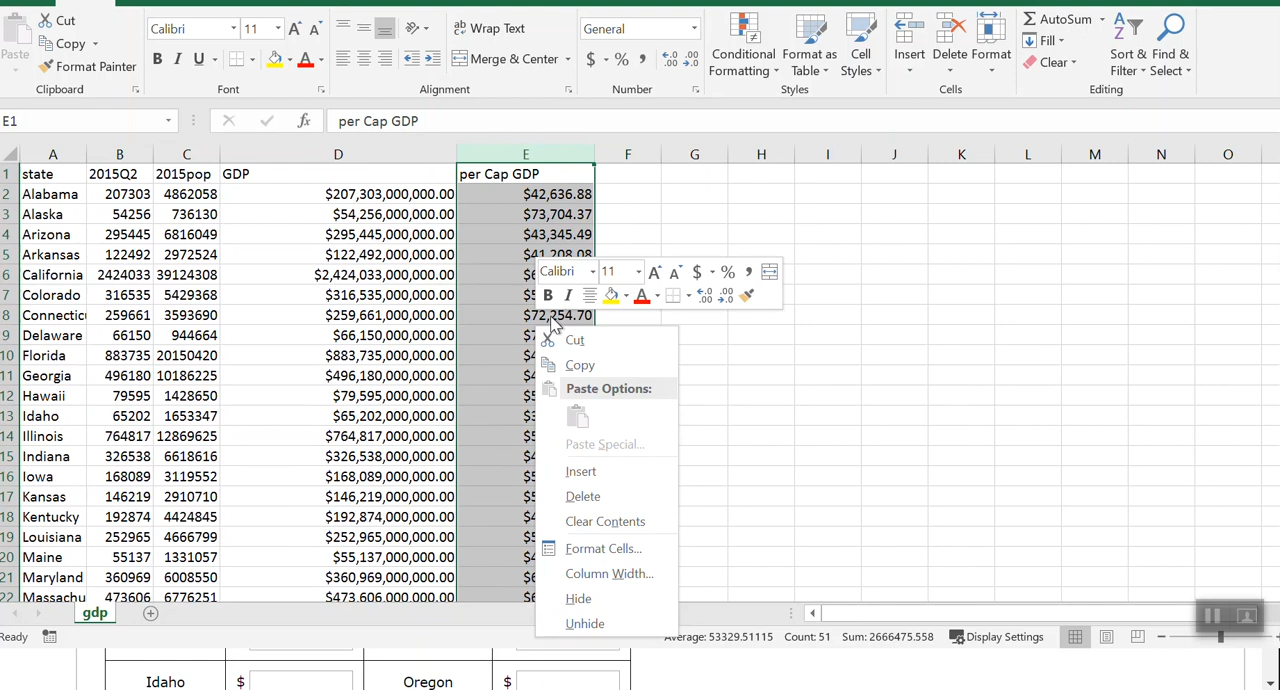 Cut
Copy
Paste
Format Painter
Clipboard
Calibri 11
B I U
Font
Wrap Text
Merge & Center
Alignment
General
$ %
Number
Conditional Formatting
Format as Table
Cell Styles
Styles
Insert Delete Format
Cells
AutoSum
Fill
Clear
Sort & Filter
Find & Select
Editing
E1 fx per Cap GDP
A B C D E F G H I J K L M N O
1 state 2015Q2 2015pop GDP per Cap GDP
2 Alabama 207303 4862058 $207,303,000,000.00 $42,636.88
3 Alaska 54256 736130 $54,256,000,000.00 $73,704.37
4 Arizona 295445 6816049 $295,445,000,000.00 $43,345.49
5 Arkansas 122492 2972524 $122,492,000,000.00 $41,208.08
6 California 2424033 39124308 $2,424,033,000,000.00
7 Colorado 316535 5429368 $316,535,000,000.00
8 Connectic 259661 3593690 $259,661,000,000.00 $72,254.70
9 Delaware 66150 944664 $66,150,000,000.00
10 Florida 883735 20150420 $883,735,000,000.00
11 Georgia 496180 10186225 $496,180,000,000.00
12 Hawaii 79595 1428650 $79,595,000,000.00
13 Idaho 65202 1653347 $65,202,000,000.00
14 Illinois 764817 12869625 $764,817,000,000.00
15 Indiana 326538 6618616 $326,538,000,000.00
16 Iowa 168089 3119552 $168,089,000,000.00
17 Kansas 146219 2910710 $146,219,000,000.00
18 Kentucky 192874 4424845 $192,874,000,000.00
19 Louisiana 252965 4666799 $252,965,000,000.00
20 Maine 55137 1331057 $55,137,000,000.00
21 Maryland 360969 6008550 $360,969,000,000.00
22 Massachu 473606 6776251 $473,606,000,000.00
Calibri 11 A A $ % ,
B I A
Cut
Copy
Paste Options:
Paste Special...
Insert
Delete
Clear Contents
Format Cells...
Column Width...
Hide
Unhide
gdp
Ready
Average: 53329.51115 Count: 51 Sum: 2666475.558 Display Settings
Idaho $ Oregon $